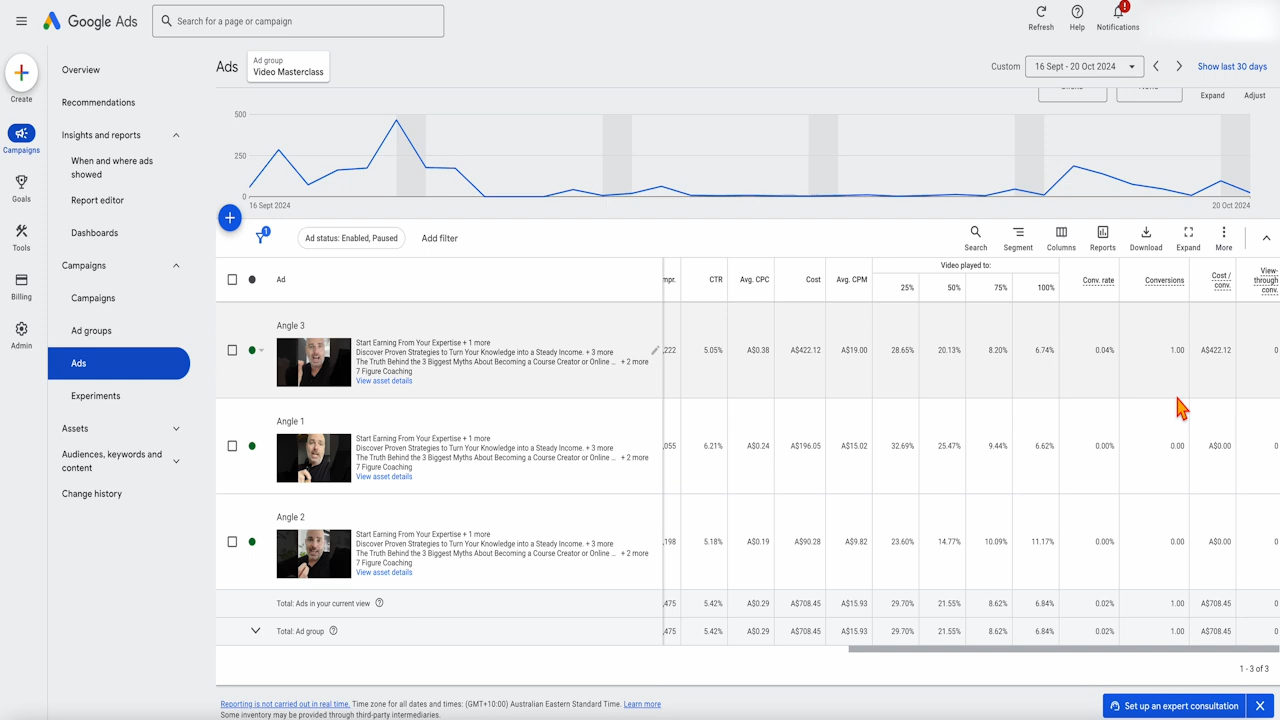 Google Ads
Search for a page or campaign
Refresh
Help
Notifications
Create
Campaigns
Goals
Tools
Billing
Admin
Overview
Recommendations
Insights and reports
When and where ads
showed
Report editor
Dashboards
Campaigns
Campaigns
Ad groups
Ads
Experiments
Assets
Audiences, keywords and
content
Change history
Ads
Ad group
Video Masterclass
Custom
16 Sept - 20 Oct 2024
Show last 30 days
Expand
Adjust
500
250
0
16 Sept 2024
20 Oct 2024
1
Ad status: Enabled, Paused
Add filter
Search
Segment
Columns
Reports
Download
Expand
More
Ad
mpr.
CTR
Avg. CPC
Cost
Avg. CPM
Video played to:
25%
50%
75%
100%
Conv. rate
Conversions
Cost /
conv.
View-
through
conv.
Angle 3
Start Earning From Your Expertise + 1 more
Discover Proven Strategies to Turn Your Knowledge into a Steady Income. + 3 more
The Truth Behind the 3 Biggest Myths About Becoming a Course Creator or Online ... + 2 more
7 Figure Coaching
View asset details
,222 5.05% A$0.38 A$422.12 A$19.00 28.65% 20.13% 8.20% 6.74% 0.04% 1.00 A$422.12 0
Angle 1
Start Earning From Your Expertise + 1 more
Discover Proven Strategies to Turn Your Knowledge into a Steady Income. + 3 more
The Truth Behind the 3 Biggest Myths About Becoming a Course Creator or Online ... + 2 more
7 Figure Coaching
View asset details
,055 6.21% A$0.24 A$196.05 A$15.02 32.69% 25.47% 9.44% 6.62% 0.00% 0.00 A$0.00 0
Angle 2
Start Earning From Your Expertise + 1 more
Discover Proven Strategies to Turn Your Knowledge into a Steady Income. + 3 more
The Truth Behind the 3 Biggest Myths About Becoming a Course Creator or Online ... + 2 more
7 Figure Coaching
View asset details
,198 5.18% A$0.19 A$90.28 A$9.82 23.60% 14.77% 10.09% 11.17% 0.00% 0.00 A$0.00 0
Total: Ads in your current view ,475 5.42% A$0.29 A$708.45 A$15.93 29.70% 21.55% 8.62% 6.84% 0.02% 1.00 A$708.45 0
Total: Ad group ,475 5.42% A$0.29 A$708.45 A$15.93 29.70% 21.55% 8.62% 6.84% 0.02% 1.00 A$708.45 0
1 - 3 of 3
Reporting is not carried out in real time. Time zone for all dates and times: (GMT+10:00) Australian Eastern Standard Time. Learn more
Some inventory may be provided through third-party intermediaries.
Set up an expert consultation